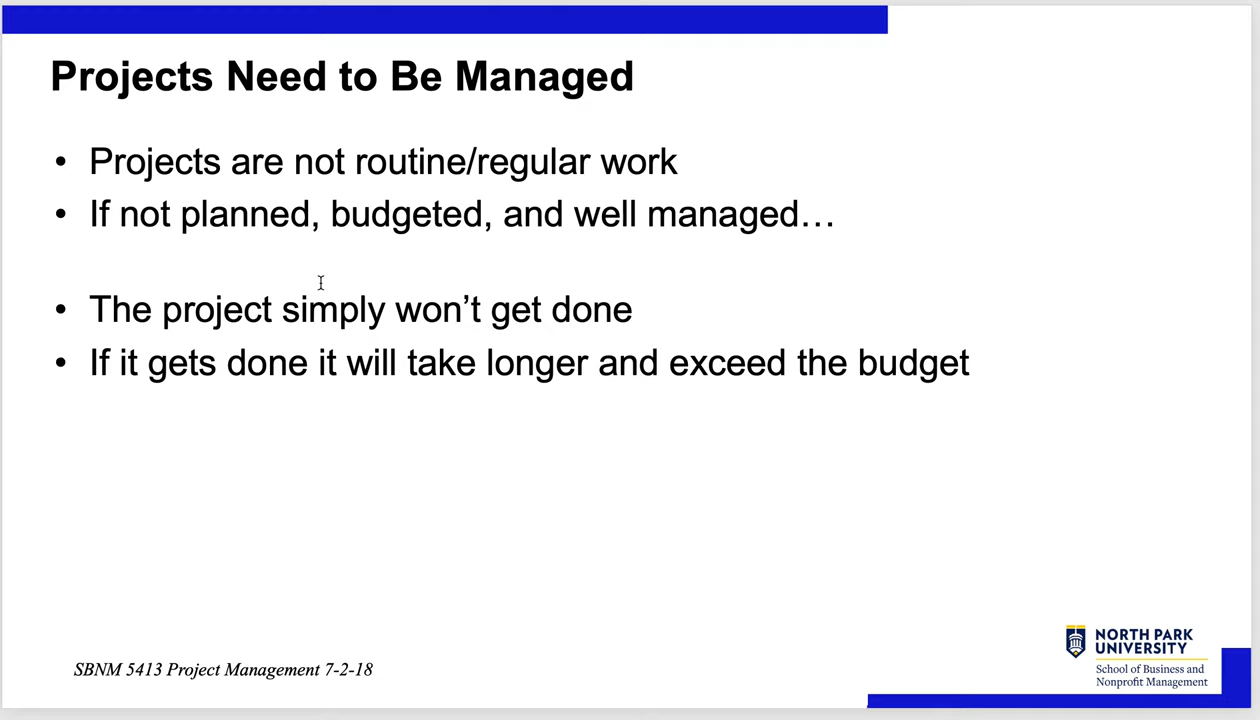 Projects Need to Be Managed
• Projects are not routine/regular work
• If not planned, budgeted, and well managed…
• The project simply won’t get done
• If it gets done it will take longer and exceed the budget
SBNM 5413 Project Management 7-2-18
NORTH PARK
UNIVERSITY
School of Business and
Nonprofit Management